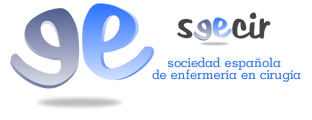 ge
sgecir
sociedad española
de enfermería en cirugía